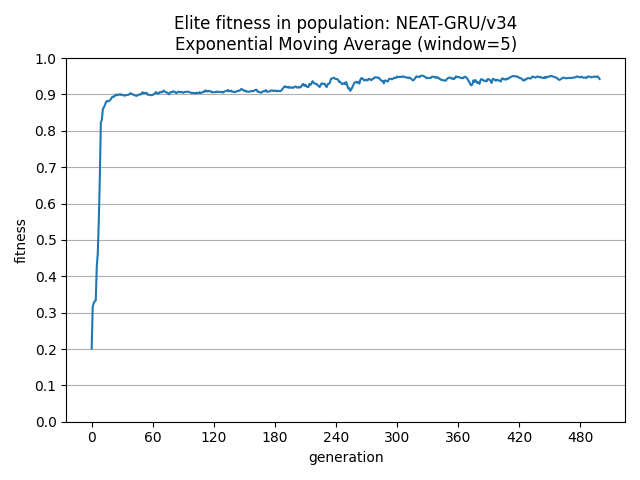 Elite fitness in population: NEAT-GRU/v34
Exponential Moving Average (window=5)
1.0
0.9
0.8
0.7
0.6
0.5
0.4
0.3
0.2
0.1
0.0
fitness
0 60 120 180 240 300 360 420 480
generation